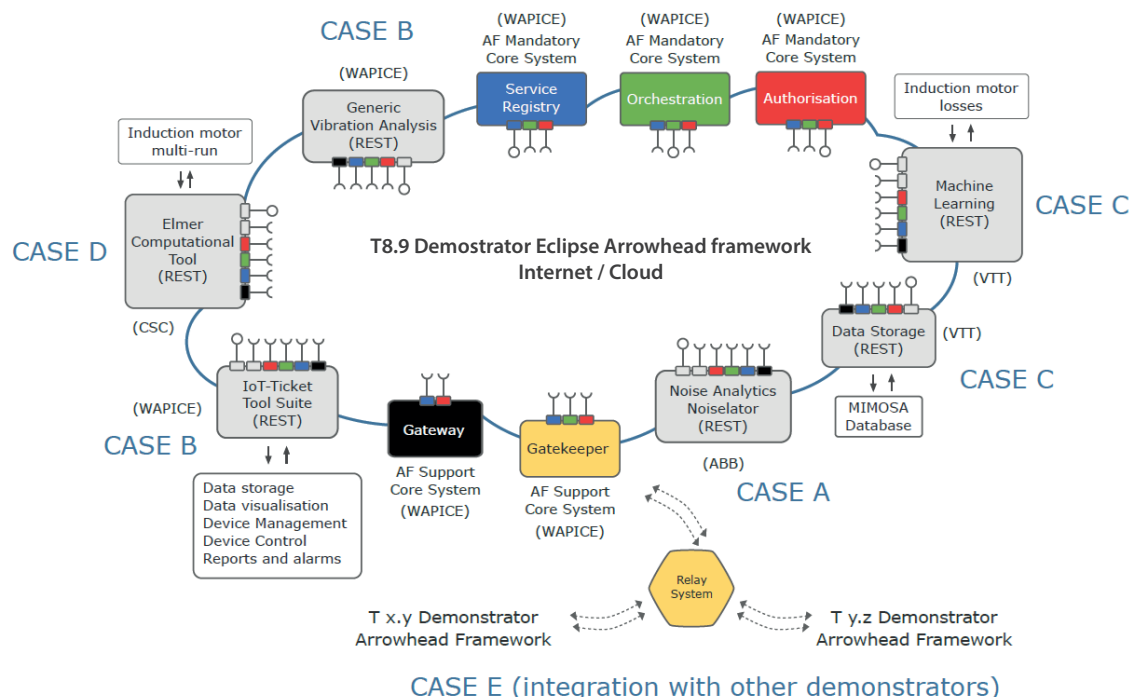 CASE B
(WAPICE)
AF Mandatory
Core System
(WAPICE)
AF Mandatory
Core System
(WAPICE)
AF Mandatory
Core System
(WAPICE)
Generic
Vibration Analysis
(REST)
Service
Registry
Orchestration
Authorisation
Induction motor
losses
Induction motor
multi-run
Machine
Learning
(REST)
CASE C
(VTT)
CASE D
Elmer
Computational
Tool
(REST)
(CSC)
T8.9 Demostrator Eclipse Arrowhead framework
Internet / Cloud
Data Storage
(REST)
(VTT)
CASE C
MIMOSA
Database
(WAPICE)
CASE B
IoT-Ticket
Tool Suite
(REST)
Data storage
Data visualisation
Device Management
Device Control
Reports and alarms
Gateway
AF Support
Core System
(WAPICE)
Gatekeeper
AF Support
Core System
(WAPICE)
Noise Analytics
Noiselator
(REST)
(ABB)
CASE A
Relay
System
T x.y Demonstrator
Arrowhead Framework
T y.z Demonstrator
Arrowhead Framework
CASE E (integration with other demonstrators)